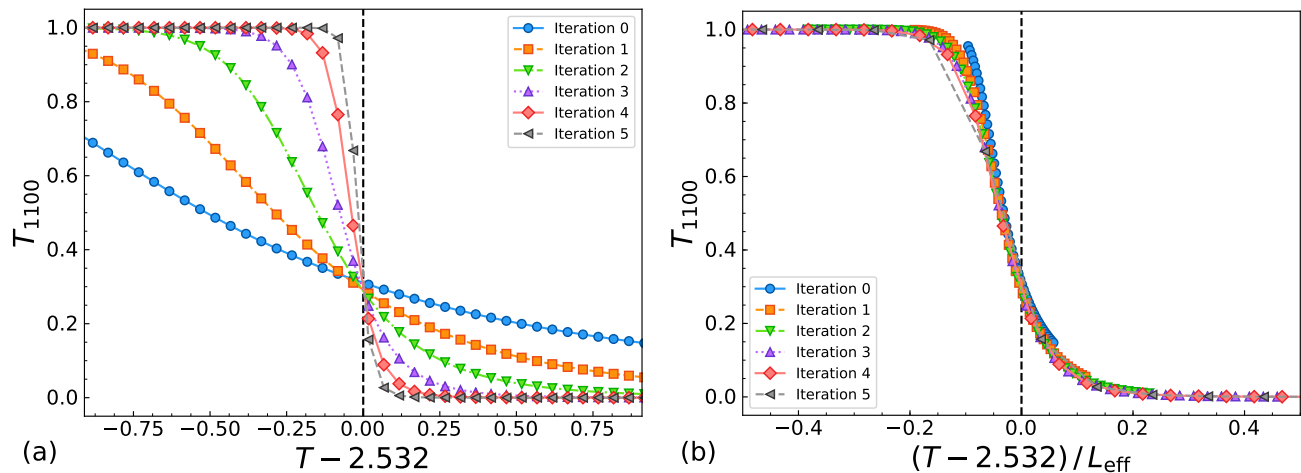 1.0
0.8
0.6
0.4
0.2
0.0
T₁₁₀₀
Iteration 0
Iteration 1
Iteration 2
Iteration 3
Iteration 4
Iteration 5
−0.75 −0.50 −0.25 0.00 0.25 0.50 0.75
(a)
T − 2.532
1.0
0.8
0.6
0.4
0.2
0.0
T₁₁₀₀
Iteration 0
Iteration 1
Iteration 2
Iteration 3
Iteration 4
Iteration 5
−0.4 −0.2 0.0 0.2 0.4
(b)
(T − 2.532) / L_eff